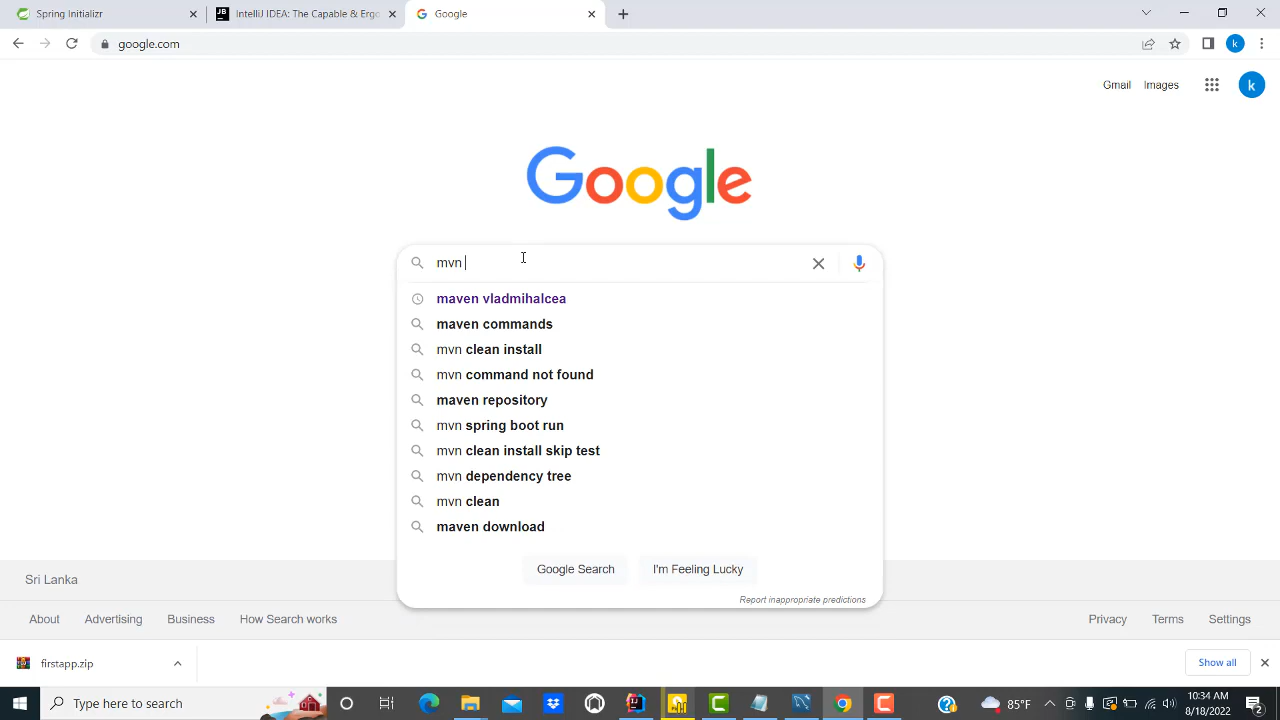 Spring Initializr
IntelliJ IDEA: The Capable & Ergo
Google
google.com
k
Gmail
Images
k
Google
mvn
maven vladmihalcea
maven commands
mvn clean install
mvn command not found
maven repository
mvn spring boot run
mvn clean install skip test
mvn dependency tree
mvn clean
maven download
Google Search
I'm Feeling Lucky
Report inappropriate predictions
Sri Lanka
About
Advertising
Business
How Search works
Privacy
Terms
Settings
firstapp.zip
Show all
Type here to search
85°F
10:34 AM
8/18/2022